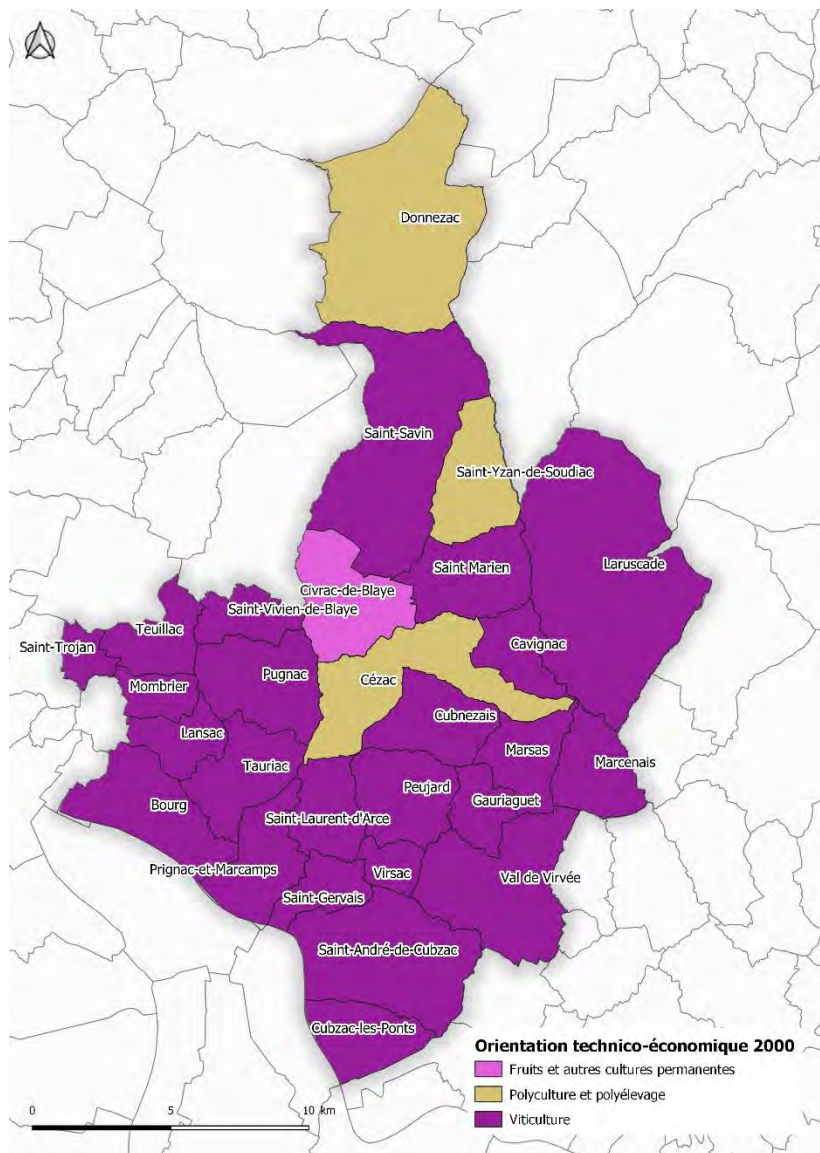 Donnezac
Saint-Savin
Saint-Yzan-de-Soudiac
Laruscade
Saint Marien
Civrac-de-Blaye
Saint-Vivien-de-Blaye
Teuillac
Saint-Trojan
Cavignac
Pugnac
Cézac
Mombrier
Cubnezais
Lansac
Marsas
Marcenais
Tauriac
Peujard
Gauriaguet
Bourg
Saint-Laurent-d'Arce
Prignac-et-Marcamps
Virsac
Val de Virvée
Saint-Gervais
Saint-André-de-Cubzac
Cubzac-les-Ponts
Orientation technico-économique 2000
Fruits et autres cultures permanentes
Polyculture et polyélevage
Viticulture
0 5 10 km